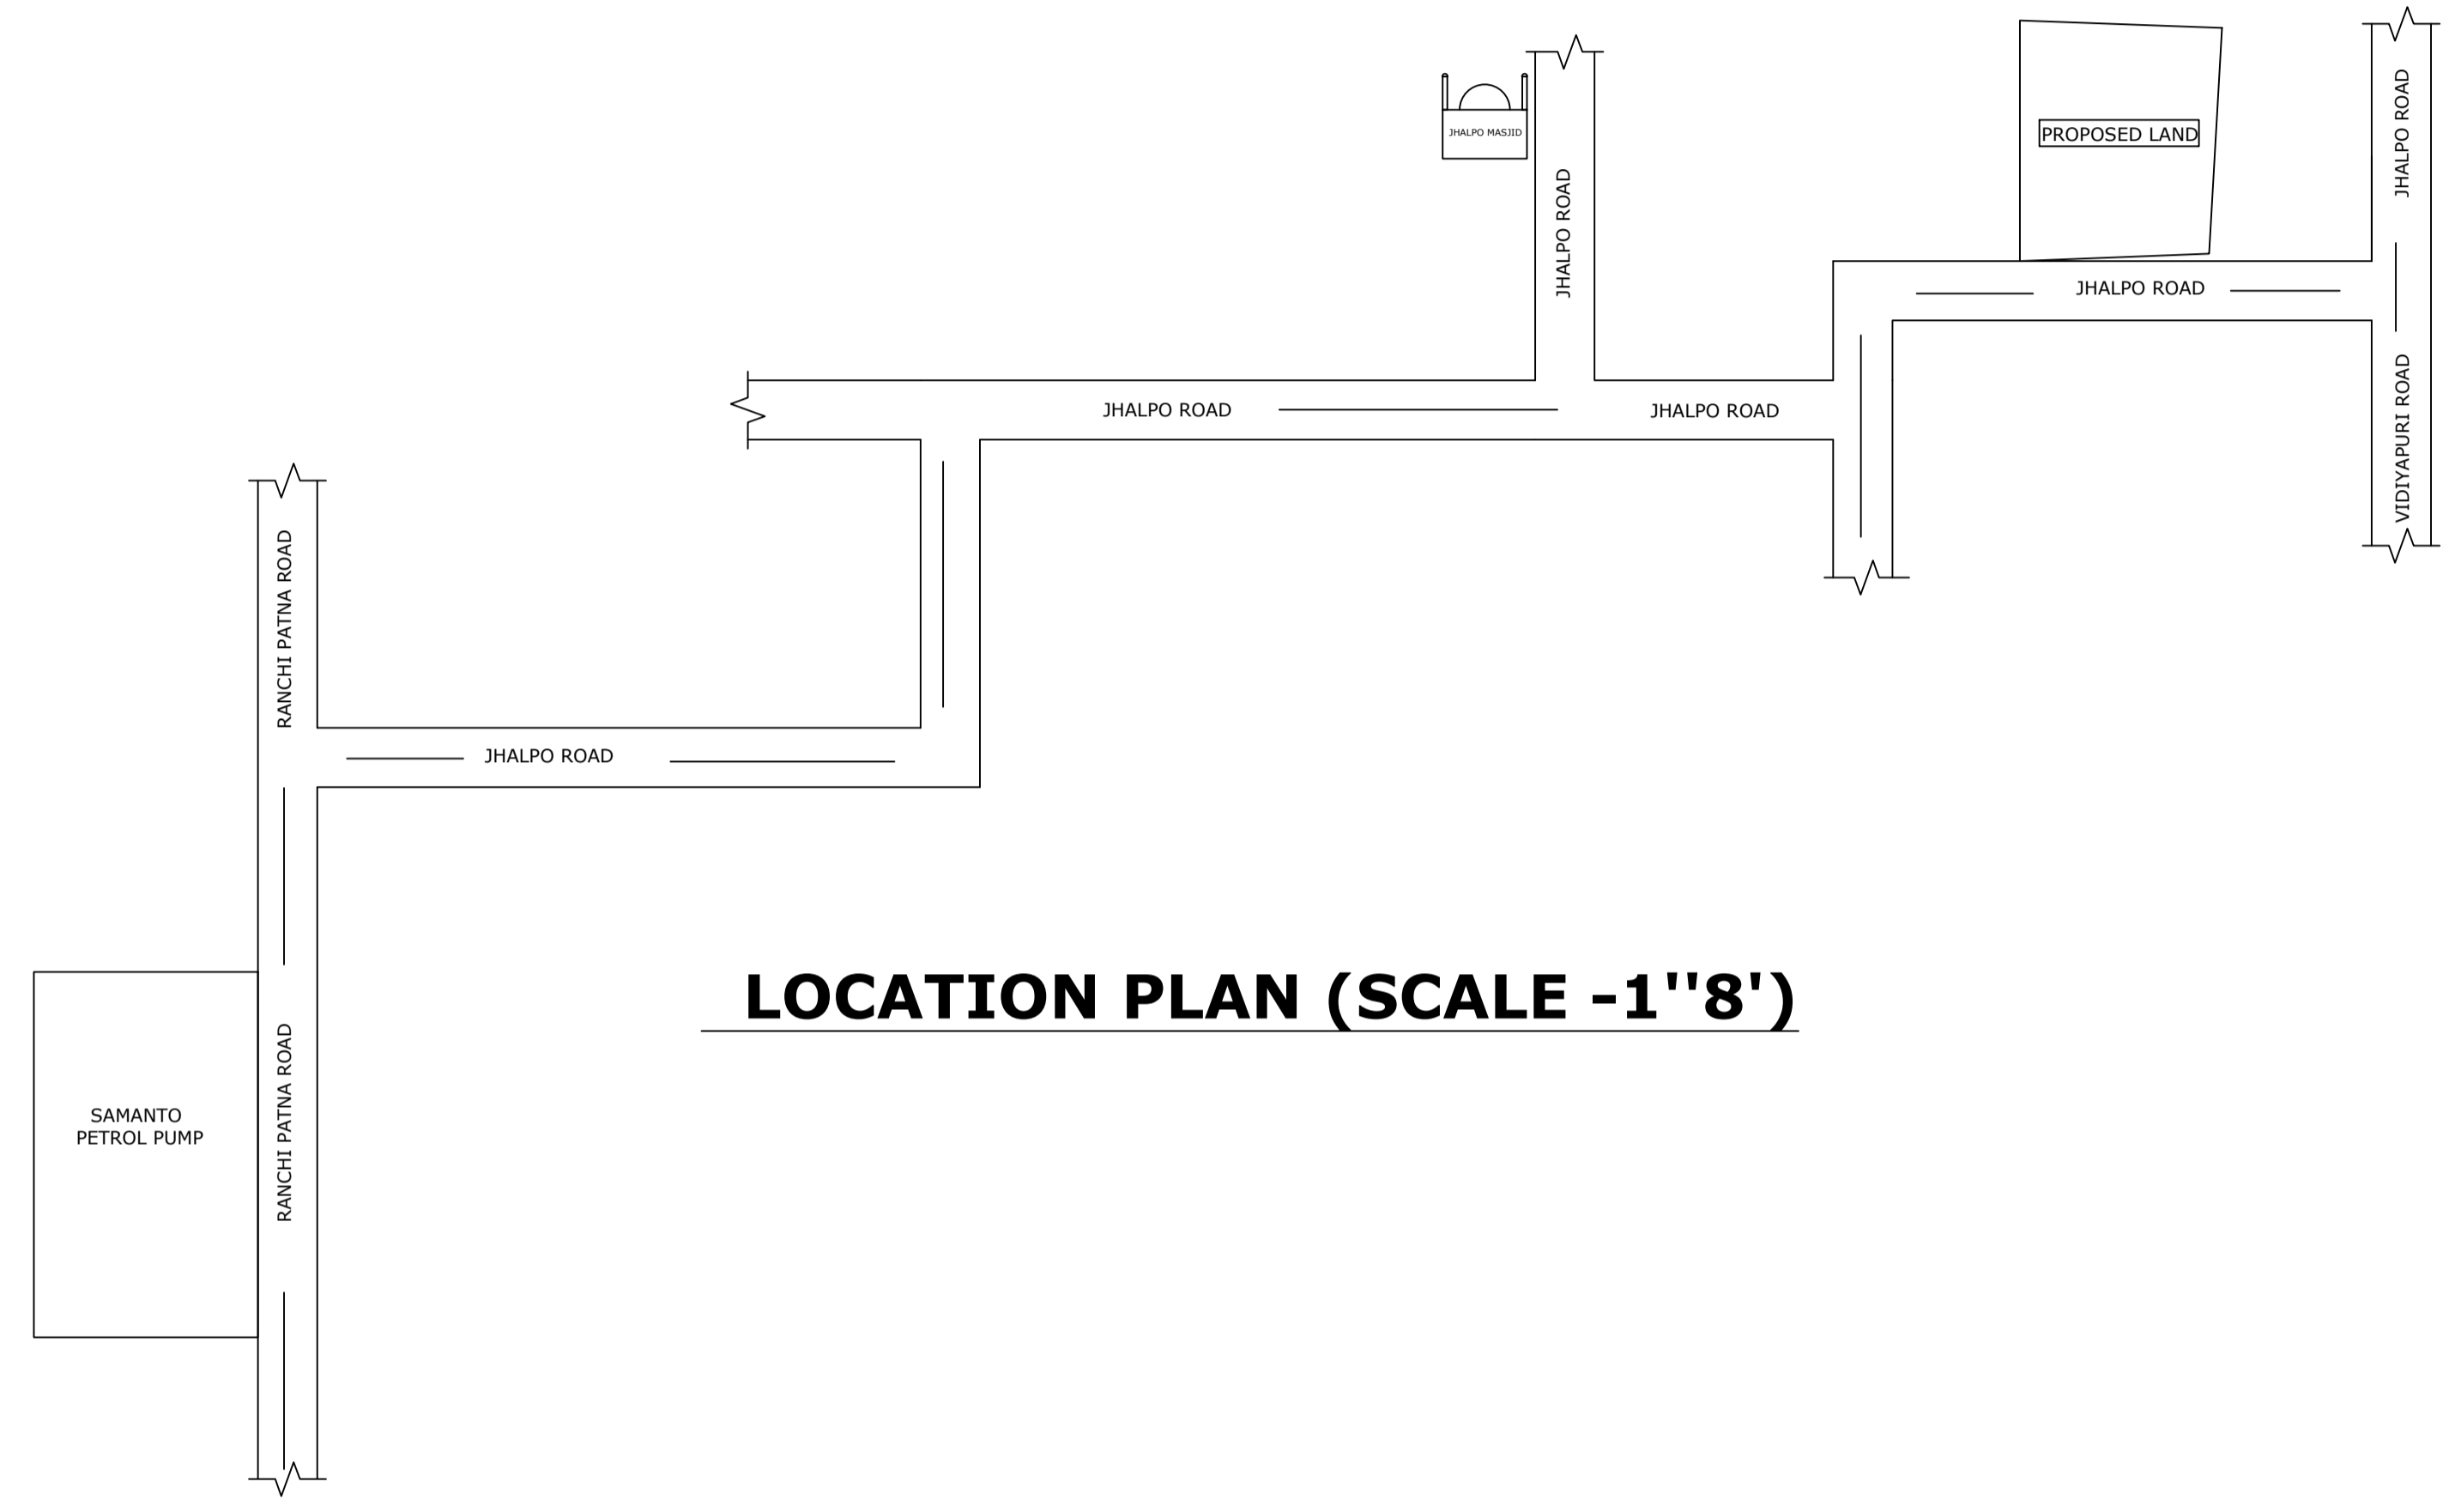 JHALPO ROAD
JHALPO MASJID
PROPOSED LAND
JHALPO ROAD
JHALPO ROAD
JHALPO ROAD
JHALPO ROAD
VIDIYAPURI ROAD
RANCHI PATNA ROAD
JHALPO ROAD
LOCATION PLAN (SCALE -1"8')
RANCHI PATNA ROAD
SAMANTO
PETROL PUMP